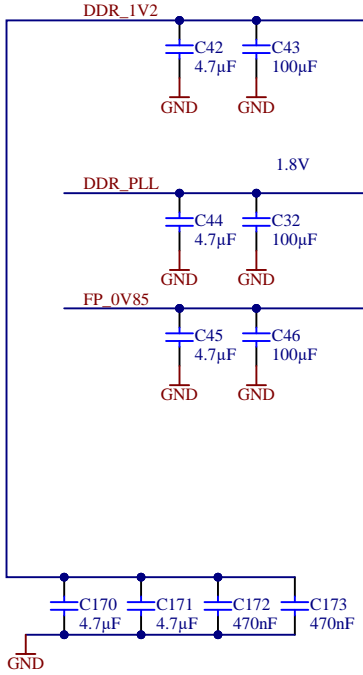 DDR_1V2
C42 C43
4.7µF 100µF
GND GND
1.8V
DDR_PLL
C44 C32
4.7µF 100µF
GND GND
FP_0V85
C45 C46
4.7µF 100µF
GND GND
C170 C171 C172 C173
4.7µF 4.7µF 470nF 470nF
GND